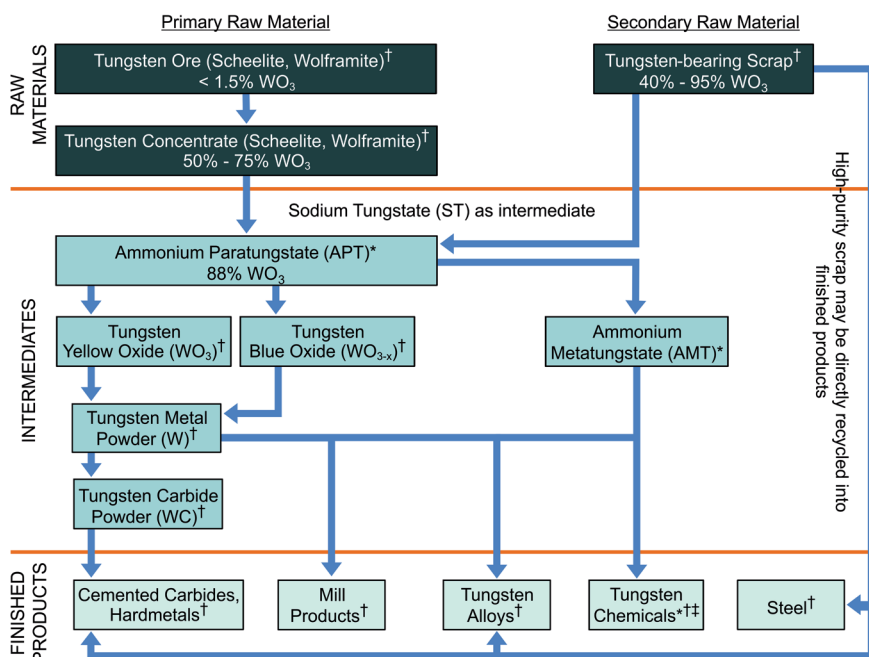 Primary Raw Material
Secondary Raw Material
RAW
MATERIALS
Tungsten Ore (Scheelite, Wolframite)†
< 1.5% WO₃
Tungsten-bearing Scrap†
40% - 95% WO₃
Tungsten Concentrate (Scheelite, Wolframite)†
50% - 75% WO₃
High-purity scrap may be directly recycled into
finished products
Sodium Tungstate (ST) as intermediate
INTERMEDIATES
Ammonium Paratungstate (APT)*
88% WO₃
Tungsten
Yellow Oxide (WO₃)†
Tungsten
Blue Oxide (WO₃₋ₓ)†
Ammonium
Metatungstate (AMT)*
Tungsten Metal
Powder (W)†
Tungsten Carbide
Powder (WC)†
FINISHED
PRODUCTS
Cemented Carbides,
Hardmetals†
Mill
Products†
Tungsten
Alloys†
Tungsten
Chemicals*†‡
Steel†